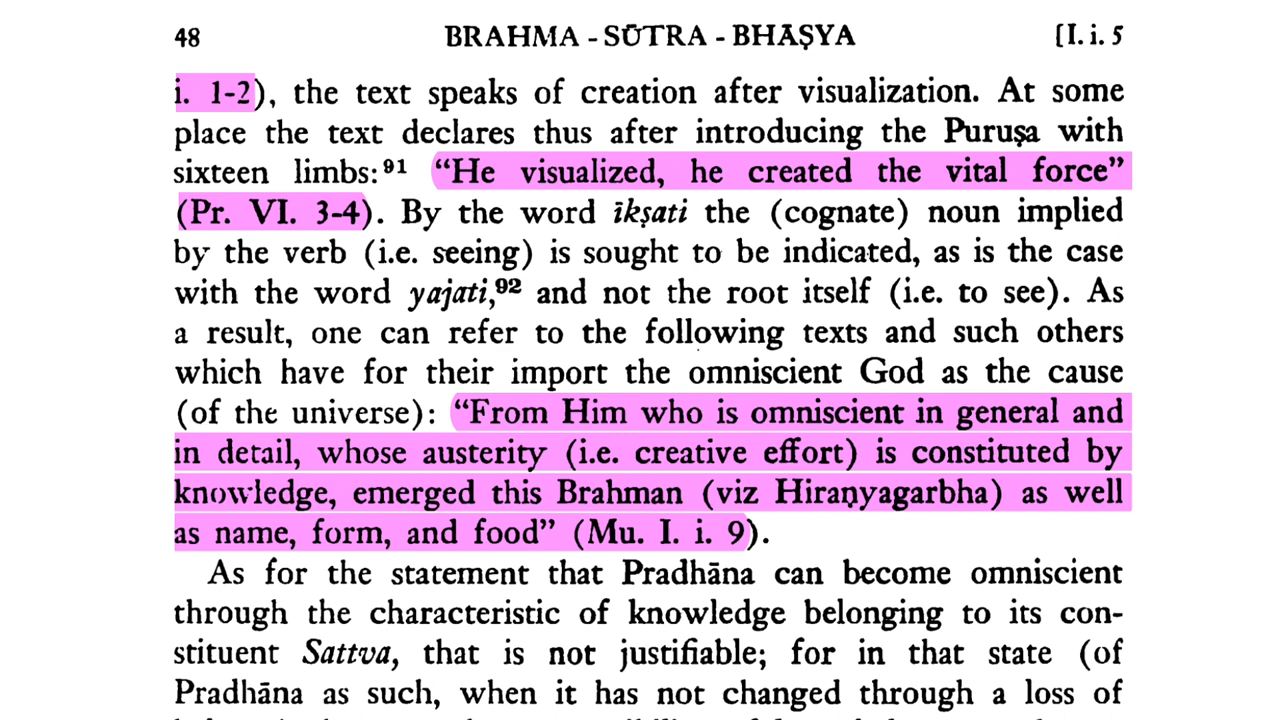 48 BRAHMA - SŪTRA - BHĀṢYA [I. i. 5
i. 1-2), the text speaks of creation after visualization. At some
place the text declares thus after introducing the Puruṣa with
sixteen limbs:⁹¹ “He visualized, he created the vital force”
(Pr. VI. 3-4). By the word īkṣati the (cognate) noun implied
by the verb (i.e. seeing) is sought to be indicated, as is the case
with the word yajati,⁹² and not the root itself (i.e. to see). As
a result, one can refer to the following texts and such others
which have for their import the omniscient God as the cause
(of the universe): “From Him who is omniscient in general and
in detail, whose austerity (i.e. creative effort) is constituted by
knowledge, emerged this Brahman (viz Hiraṇyagarbha) as well
as name, form, and food” (Mu. I. i. 9).
As for the statement that Pradhāna can become omniscient
through the characteristic of knowledge belonging to its con-
stituent Sattva, that is not justifiable; for in that state (of
Pradhāna as such, when it has not changed through a loss of